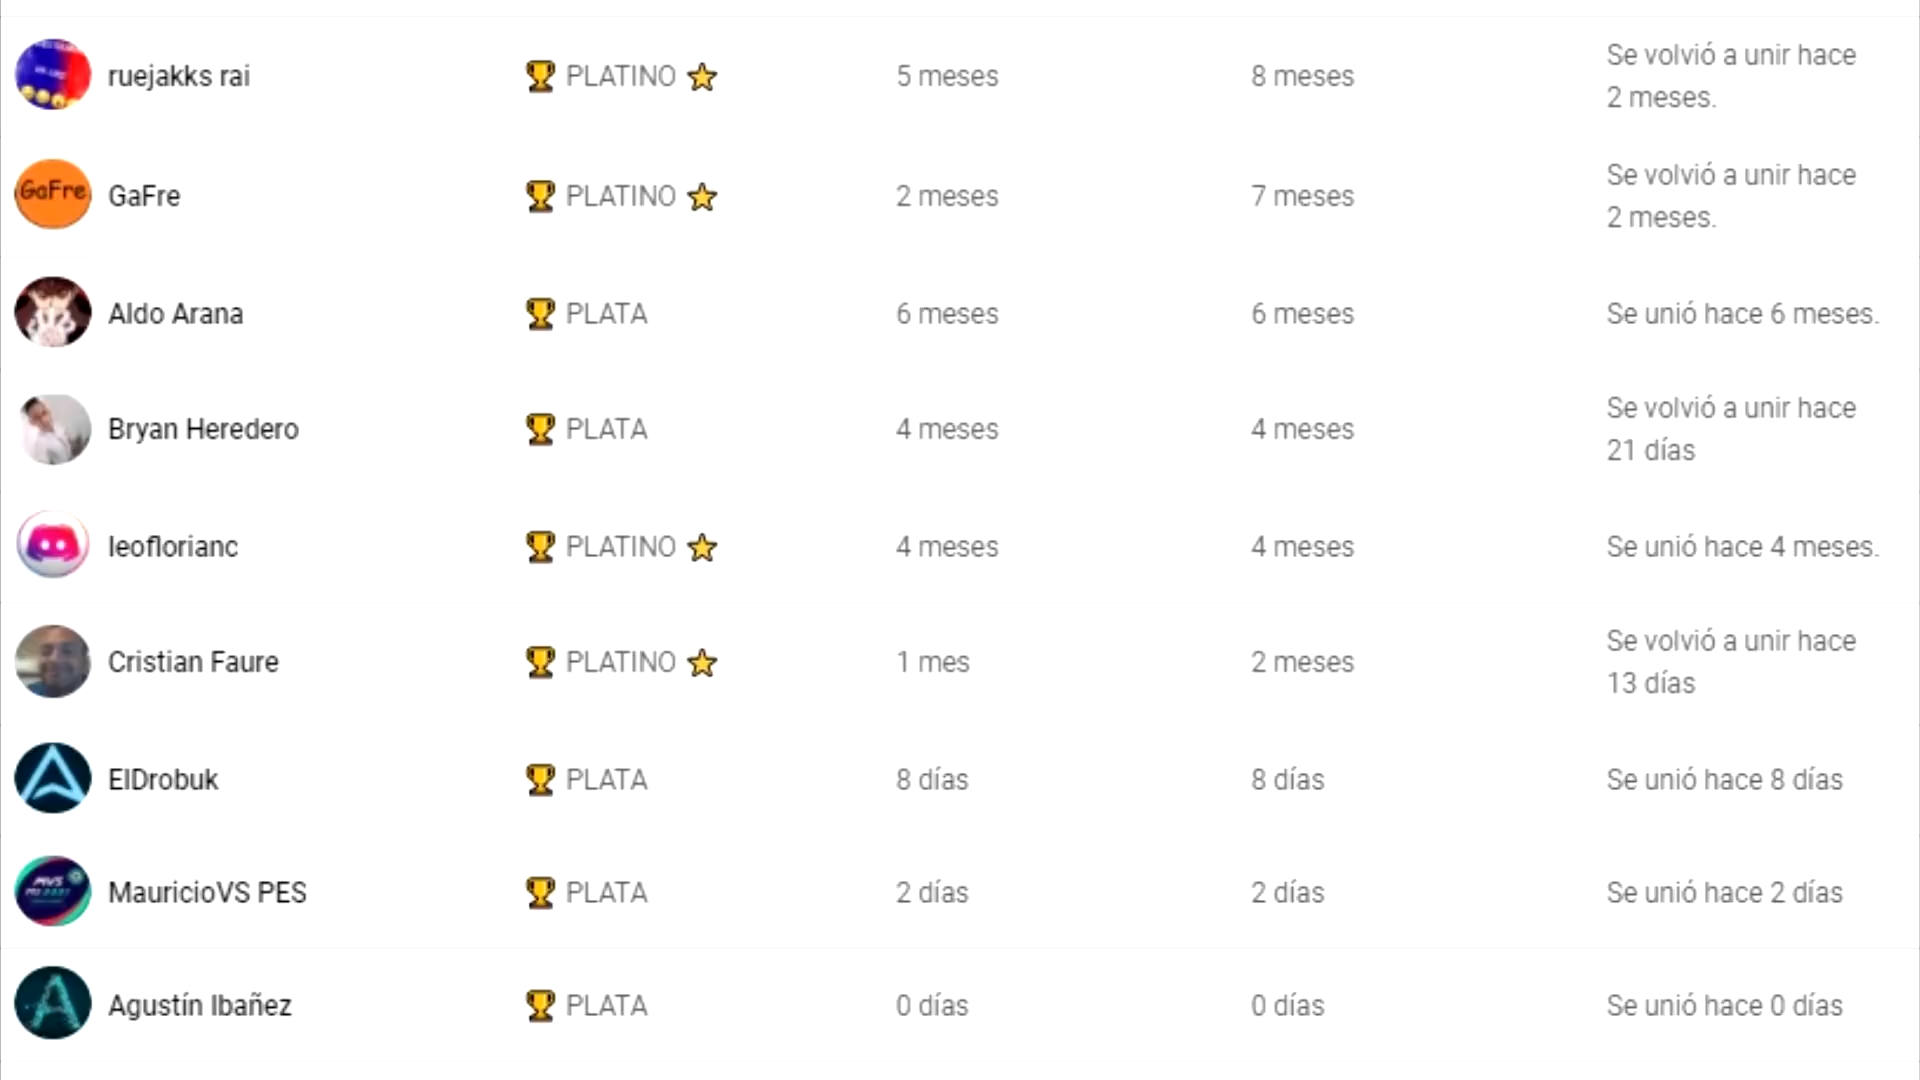 ruejakks rai
PLATINO
5 meses
8 meses
Se volvió a unir hace
2 meses.
GaFre
GaFre
PLATINO
2 meses
7 meses
Se volvió a unir hace
2 meses.
Aldo Arana
PLATA
6 meses
6 meses
Se unió hace 6 meses.
Bryan Heredero
PLATA
4 meses
4 meses
Se volvió a unir hace
21 días
leoflorianc
PLATINO
4 meses
4 meses
Se unió hace 4 meses.
Cristian Faure
PLATINO
1 mes
2 meses
Se volvió a unir hace
13 días
ElDrobuk
PLATA
8 días
8 días
Se unió hace 8 días
MVS
MauricioVS PES
PLATA
2 días
2 días
Se unió hace 2 días
A
Agustín Ibañez
PLATA
0 días
0 días
Se unió hace 0 días